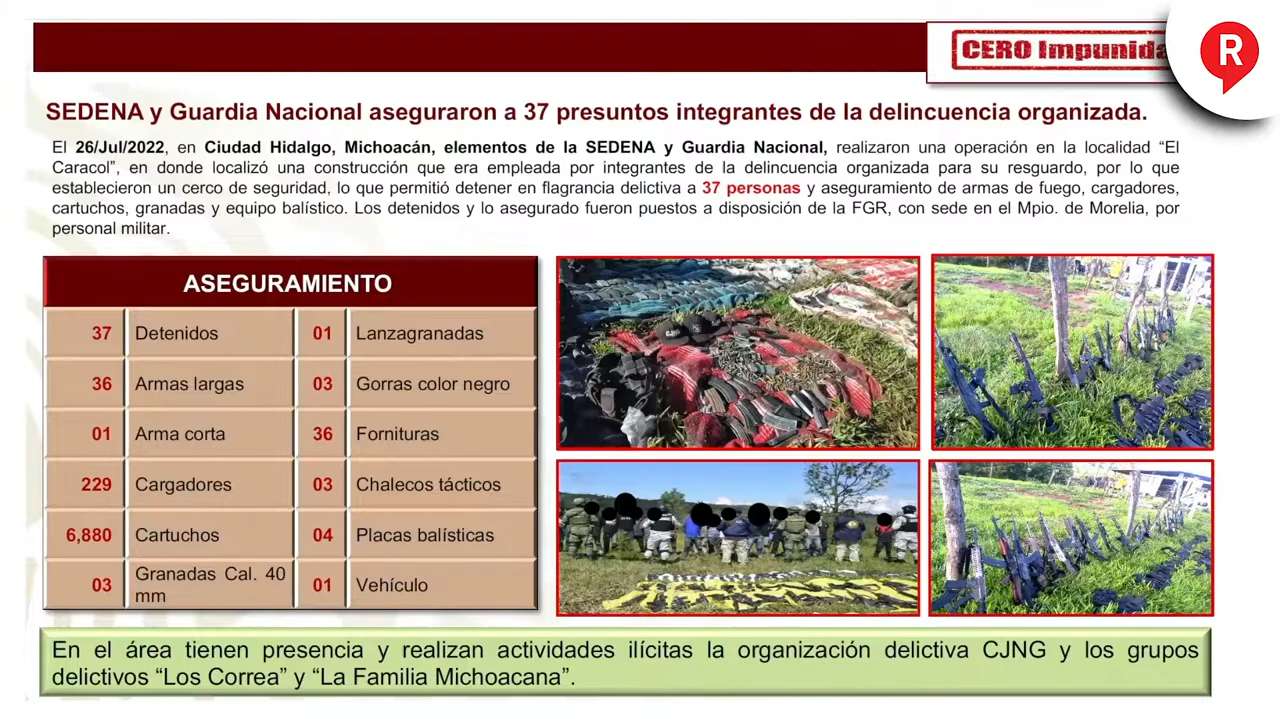 CERO Impunida
R
SEDENA y Guardia Nacional aseguraron a 37 presuntos integrantes de la delincuencia organizada.
El 26/Jul/2022, en Ciudad Hidalgo, Michoacán, elementos de la SEDENA y Guardia Nacional, realizaron una operación en la localidad “El
Caracol”, en donde localizó una construcción que era empleada por integrantes de la delincuencia organizada para su resguardo, por lo que
establecieron un cerco de seguridad, lo que permitió detener en flagrancia delictiva a 37 personas y aseguramiento de armas de fuego, cargadores,
cartuchos, granadas y equipo balístico. Los detenidos y lo asegurado fueron puestos a disposición de la FGR, con sede en el Mpio. de Morelia, por
personal militar.
ASEGURAMIENTO
37 Detenidos 01 Lanzagranadas
36 Armas largas 03 Gorras color negro
01 Arma corta 36 Fornituras
229 Cargadores 03 Chalecos tácticos
6,880 Cartuchos 04 Placas balísticas
03 Granadas Cal. 40
mm 01 Vehículo
En el área tienen presencia y realizan actividades ilícitas la organización delictiva CJNG y los grupos
delictivos “Los Correa” y “La Familia Michoacana”.